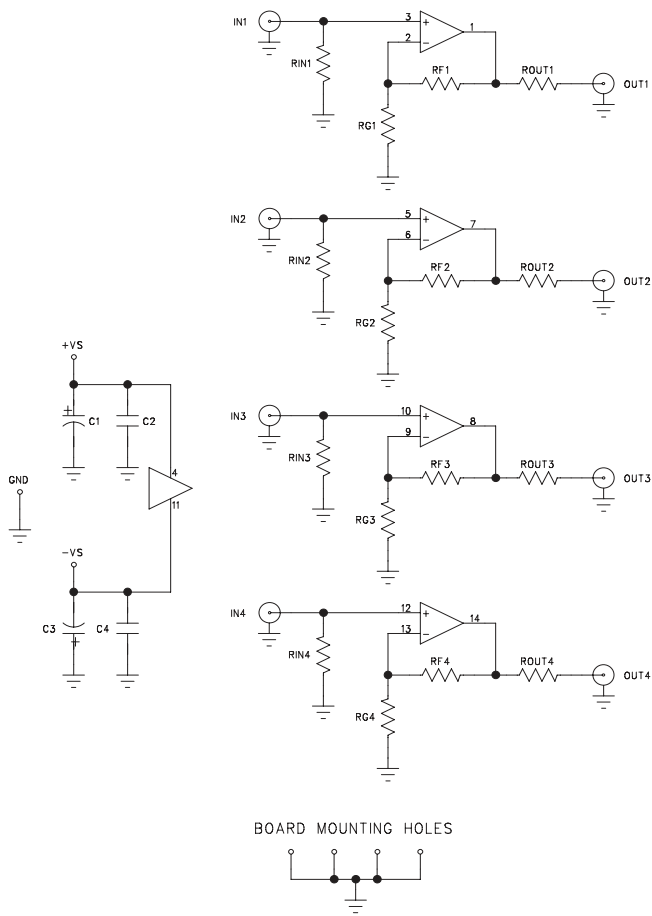 IN1
3
1
2
RIN1
RF1
ROUT1
OUT1
RG1
IN2
5
7
6
RIN2
RF2
ROUT2
OUT2
RG2
+VS
+
C1
C2
IN3
10
8
9
RIN3
RF3
ROUT3
OUT3
RG3
GND
4
11
-VS
C3
C4
+
IN4
12
14
13
RIN4
RF4
ROUT4
OUT4
RG4
BOARD MOUNTING HOLES